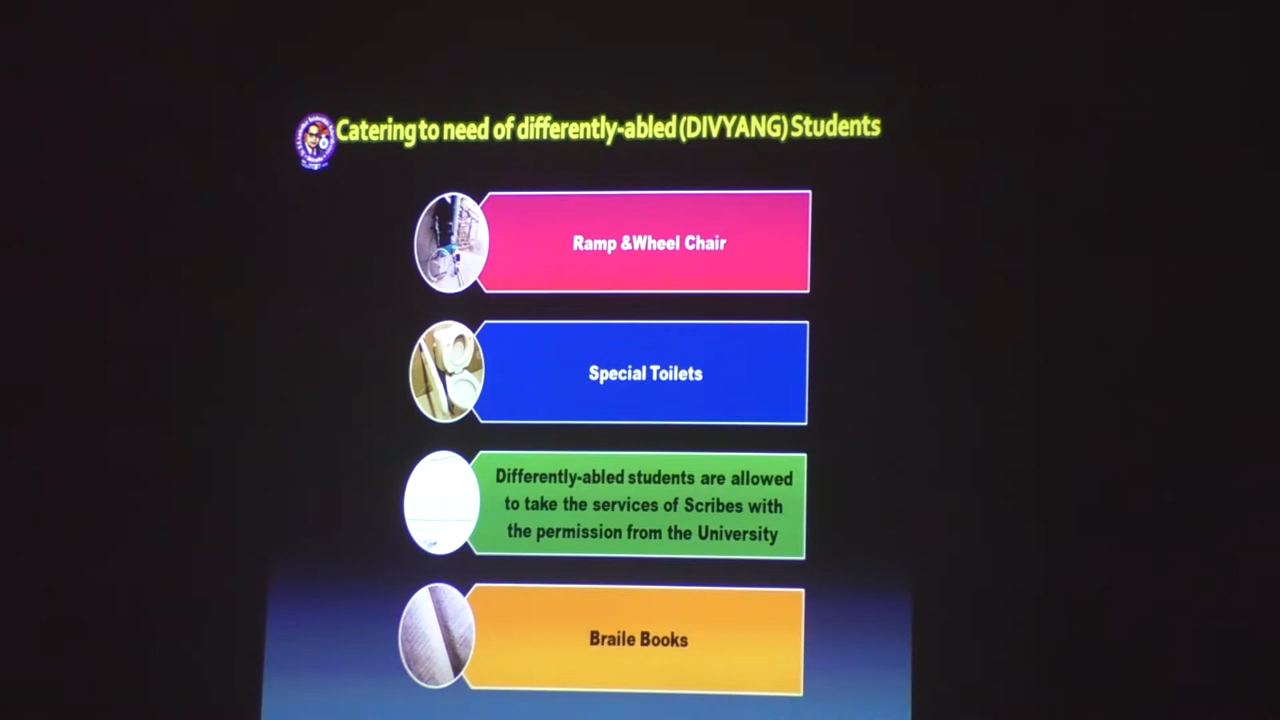 Catering to need of differently-abled (DIVYANG) Students
Ramp &Wheel Chair
Special Toilets
Differently-abled students are allowed
to take the services of Scribes with
the permission from the University
Braile Books